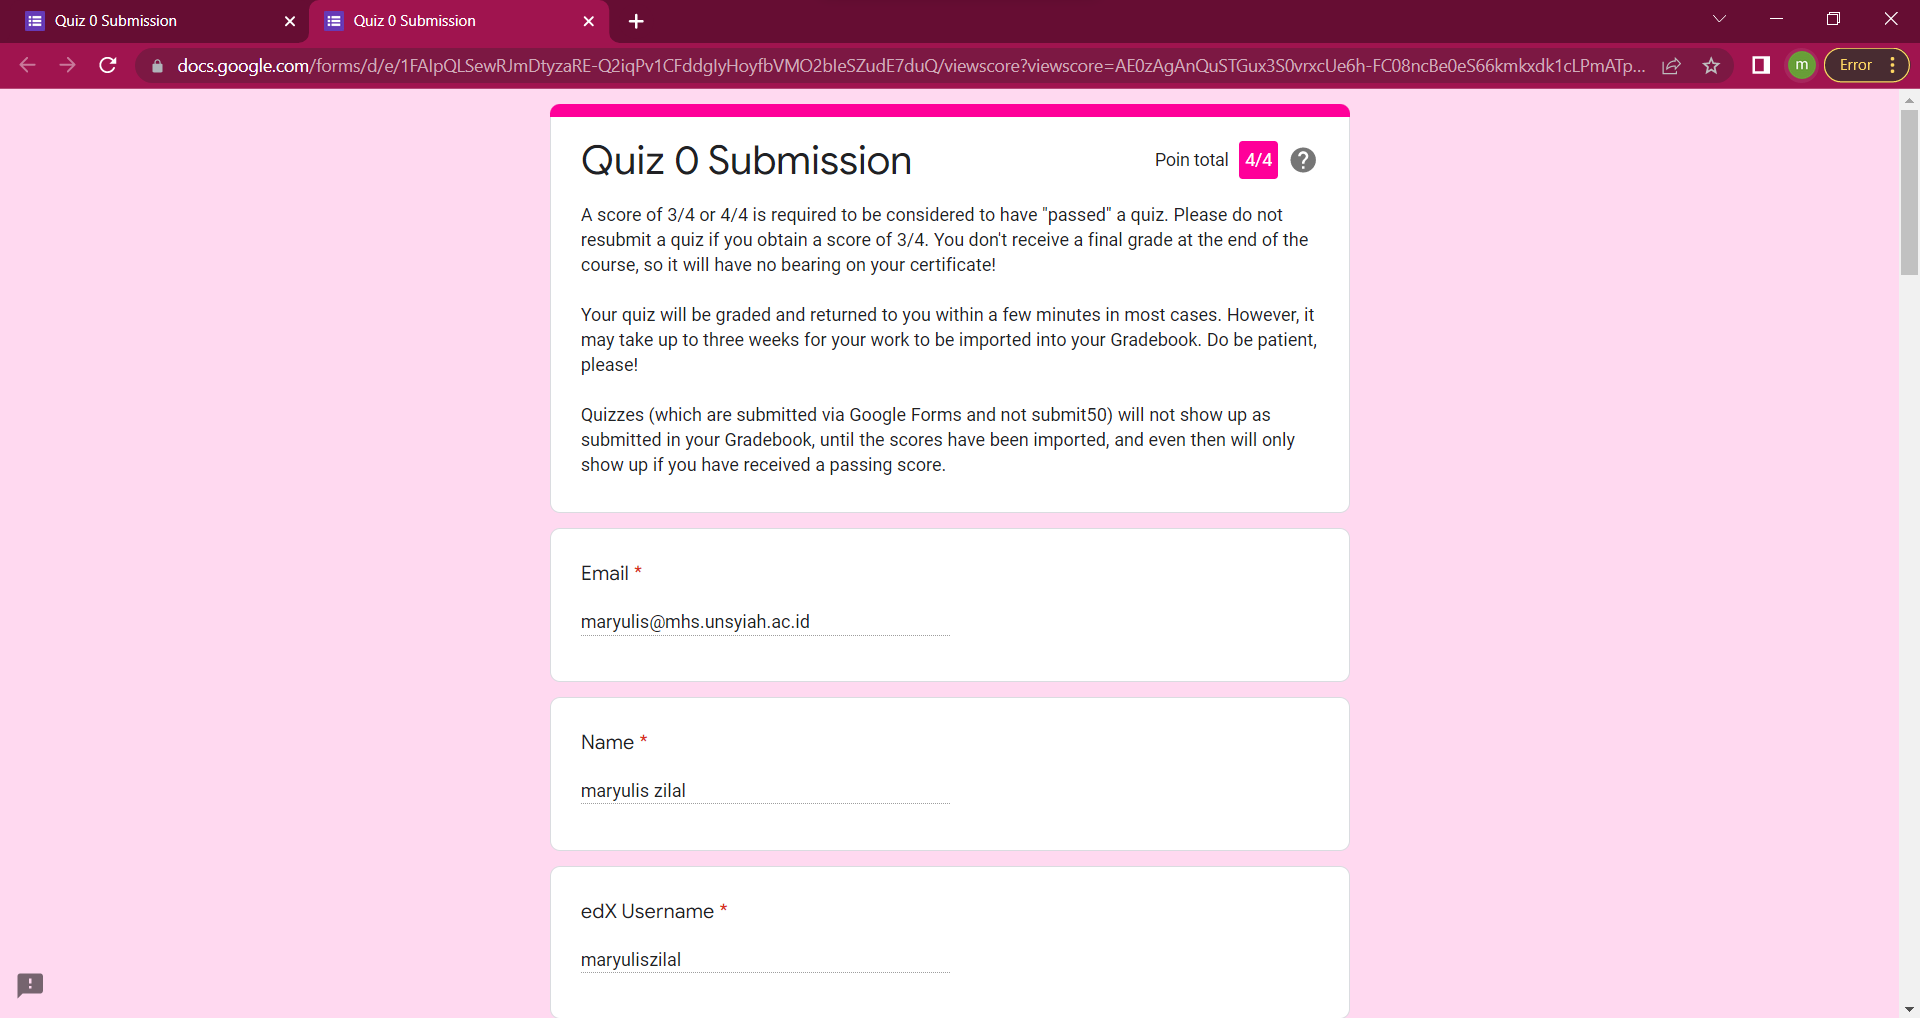 Quiz 0 Submission
Quiz 0 Submission
docs.google.com/forms/d/e/1FAIpQLSewRJmDtyzaRE-Q2iqPv1CFddgIyHoyfbVMO2bIeSZudE7duQ/viewscore?viewscore=AE0zAgAnQuSTGux3S0vrxcUe6h-FC08ncBe0eS66kmkxdk1cLPmATp...
m
Error
Quiz 0 Submission
Poin total 4/4
A score of 3/4 or 4/4 is required to be considered to have "passed" a quiz. Please do not
resubmit a quiz if you obtain a score of 3/4. You don't receive a final grade at the end of the
course, so it will have no bearing on your certificate!
Your quiz will be graded and returned to you within a few minutes in most cases. However, it
may take up to three weeks for your work to be imported into your Gradebook. Do be patient,
please!
Quizzes (which are submitted via Google Forms and not submit50) will not show up as
submitted in your Gradebook, until the scores have been imported, and even then will only
show up if you have received a passing score.
Email *
maryulis@mhs.unsyiah.ac.id
Name *
maryulis zilal
edX Username *
maryuliszilal